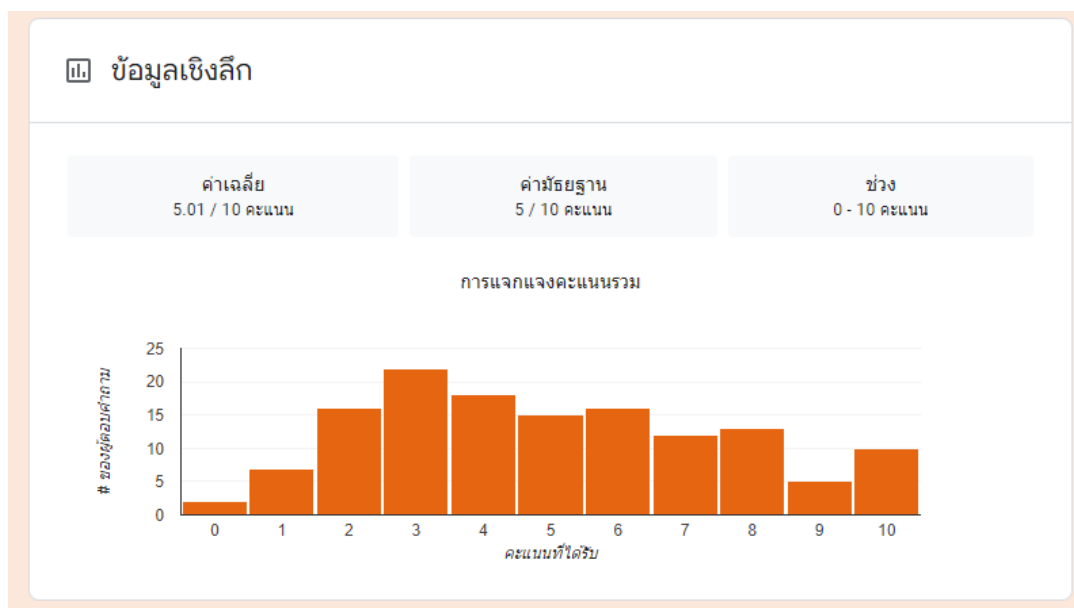 ข้อมูลเชิงลึก
ค่าเฉลี่ย
5.01 / 10 คะแนน
ค่ามัธยฐาน
5 / 10 คะแนน
ช่วง
0 - 10 คะแนน
การแจกแจงคะแนนรวม
# ของผู้ตอบคำถาม
25
20
15
10
5
0
0 1 2 3 4 5 6 7 8 9 10
คะแนนที่ได้รับ